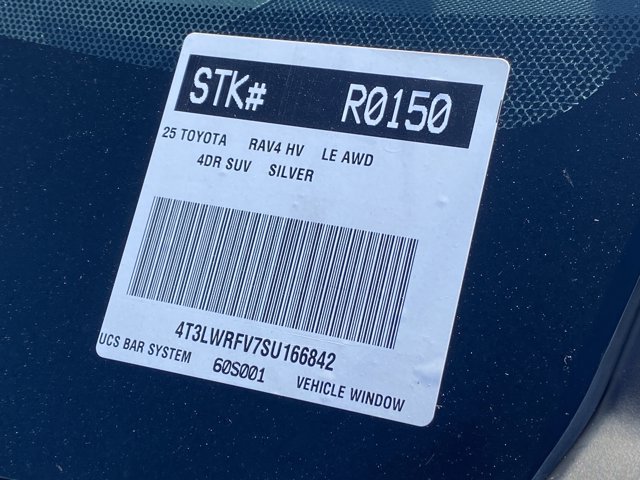 STK# R0150
25 TOYOTA RAV4 HV LE AWD
4DR SUV SILVER
4T3LWRFV7SU166842
UCS BAR SYSTEM 60S001 VEHICLE WINDOW